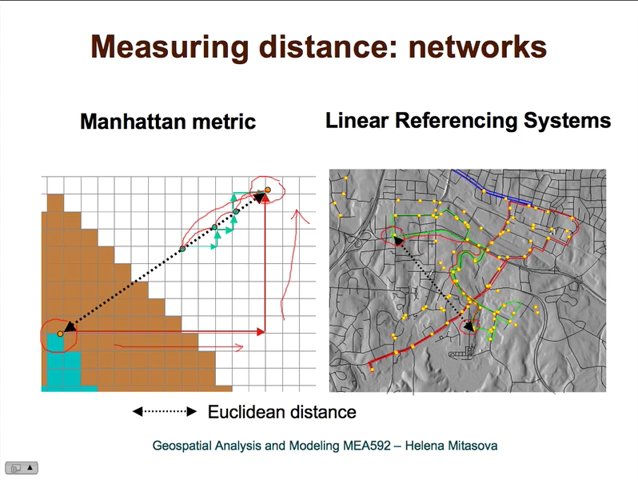 Measuring distance: networks
Manhattan metric
Linear Referencing Systems
Euclidean distance
Geospatial Analysis and Modeling MEA592 – Helena Mitasova